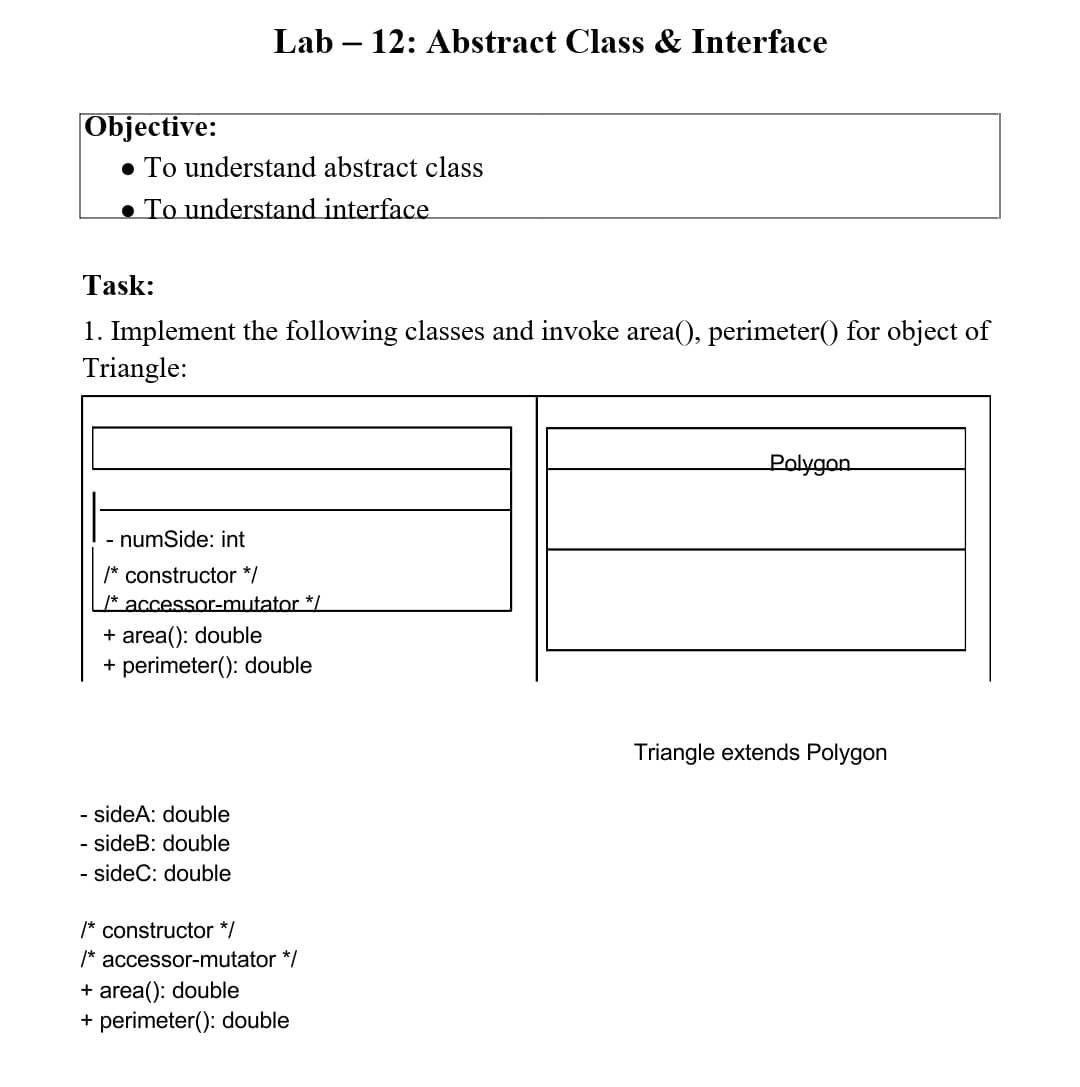 Lab – 12: Abstract Class & Interface
Objective:
● To understand abstract class
● To understand interface
Task:
1. Implement the following classes and invoke area(), perimeter() for object of
Triangle:
Polygon
- numSide: int
/* constructor */
/* accessor-mutator */
+ area(): double
+ perimeter(): double
Triangle extends Polygon
- sideA: double
- sideB: double
- sideC: double
/* constructor */
/* accessor-mutator */
+ area(): double
+ perimeter(): double